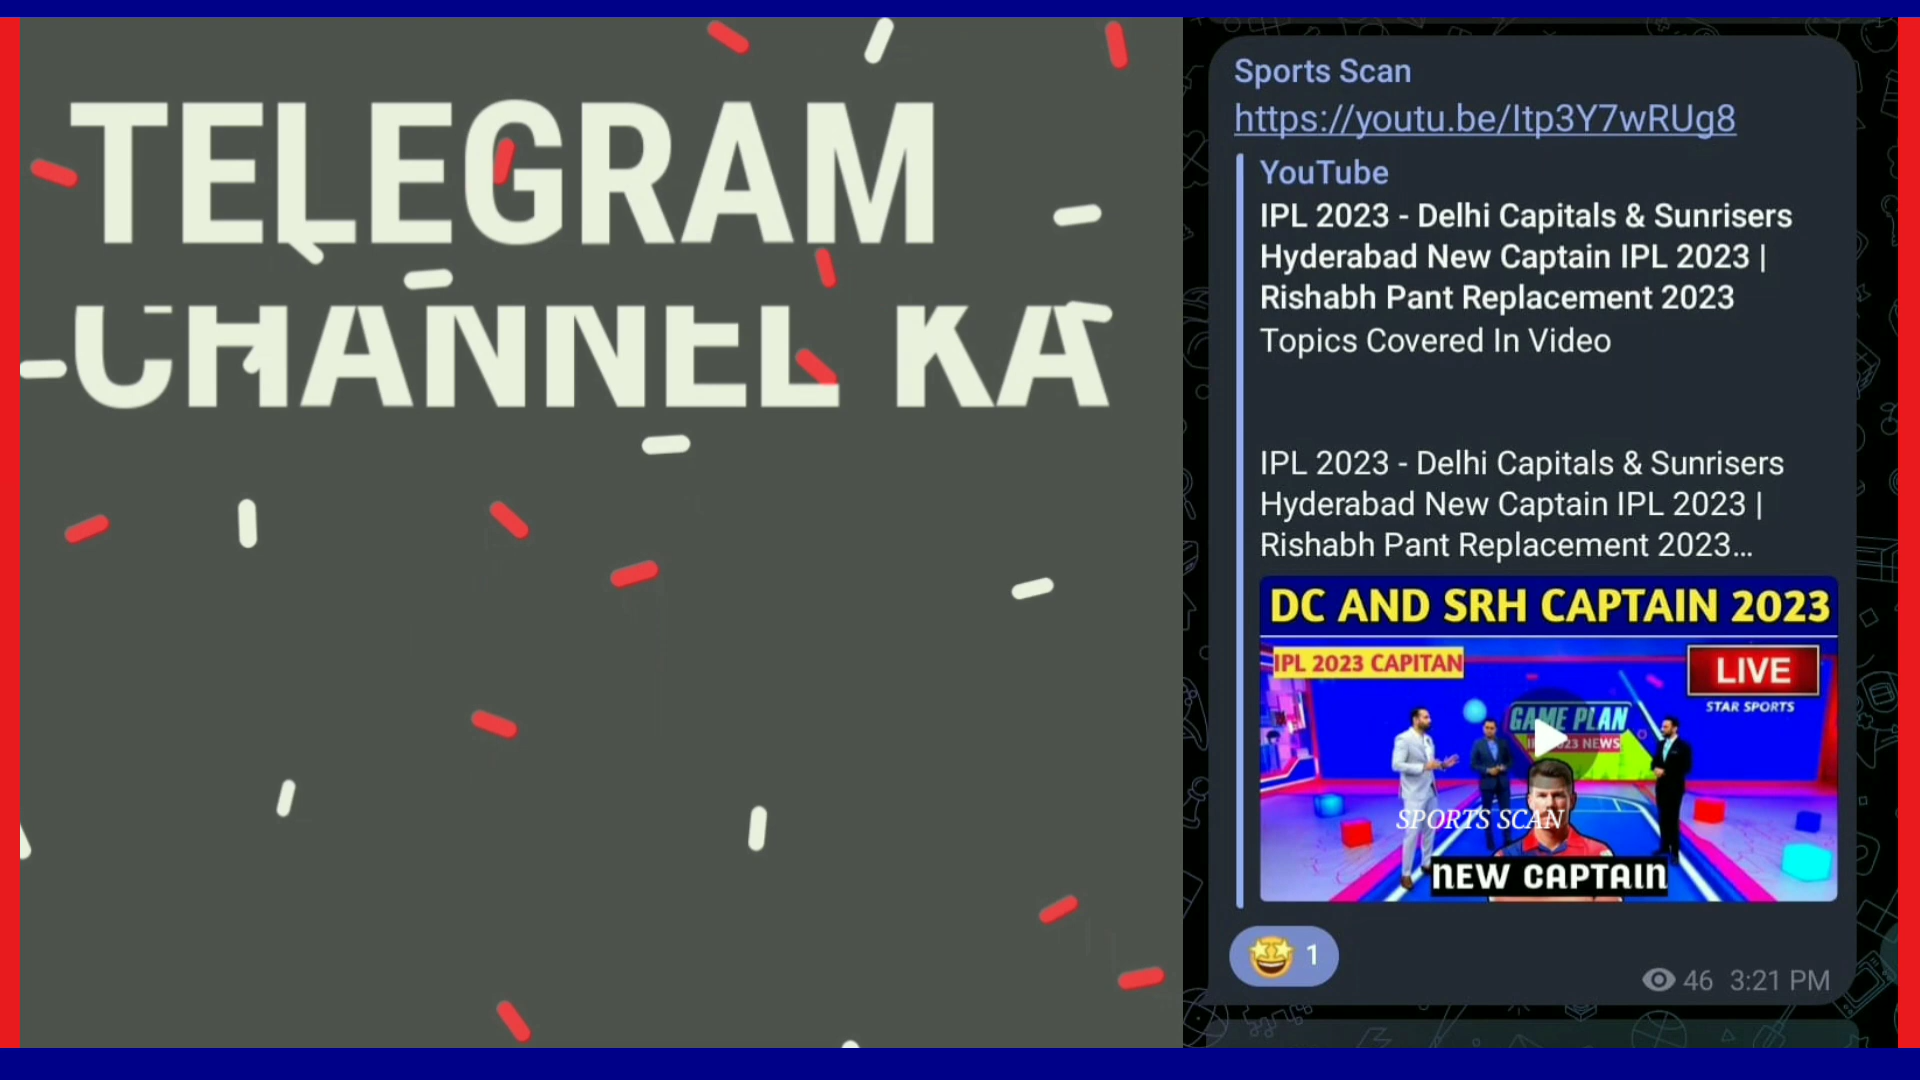 TELEGRAM
CHANNEL KA
Sports Scan
https://youtu.be/Itp3Y7wRUg8
YouTube
IPL 2023 - Delhi Capitals & Sunrisers
Hyderabad New Captain IPL 2023 |
Rishabh Pant Replacement 2023
Topics Covered In Video
IPL 2023 - Delhi Capitals & Sunrisers
Hyderabad New Captain IPL 2023 |
Rishabh Pant Replacement 2023...
DC AND SRH CAPTAIN 2023
IPL 2023 CAPITAN
LIVE
STAR SPORTS
GAME PLAN
NEWS
SPORTS SCAN
NEW CAPTAIN
1
46 3:21 PM